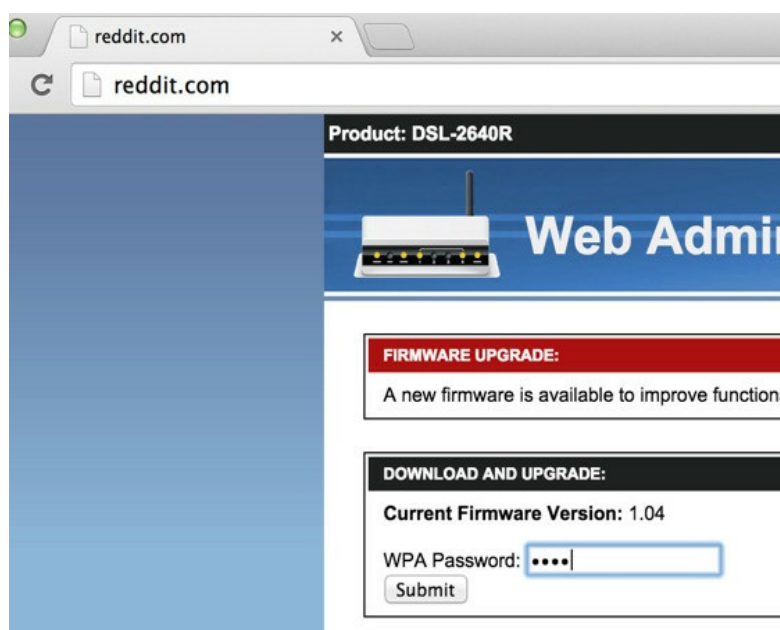 reddit.com
reddit.com
Product: DSL-2640R
Web Admi
FIRMWARE UPGRADE:
A new firmware is available to improve function
DOWNLOAD AND UPGRADE:
Current Firmware Version: 1.04
WPA Password: ••••
Submit